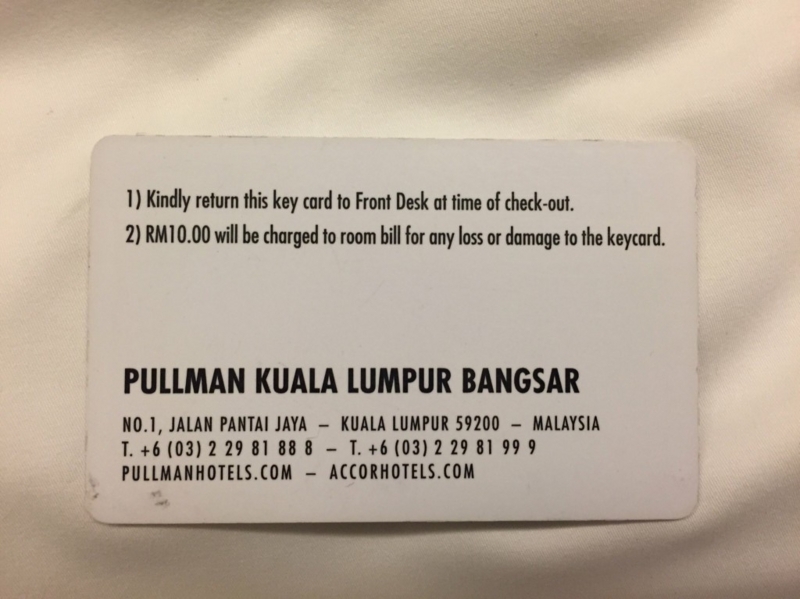 1) Kindly return this key card to Front Desk at time of check-out.
2) RM10.00 will be charged to room bill for any loss or damage to the keycard.
PULLMAN KUALA LUMPUR BANGSAR
NO.1, JALAN PANTAI JAYA – KUALA LUMPUR 59200 – MALAYSIA
T. +6 (03) 2 29 81 88 8 – T. +6 (03) 2 29 81 99 9
PULLMANHOTELS.COM – ACCORHOTELS.COM